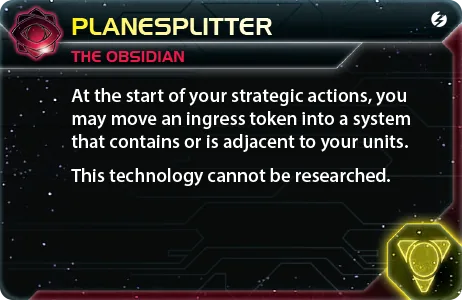 PLANESPLITTER
THE OBSIDIAN
At the start of your strategic actions, you
may move an ingress token into a system
that contains or is adjacent to your units.
This technology cannot be researched.